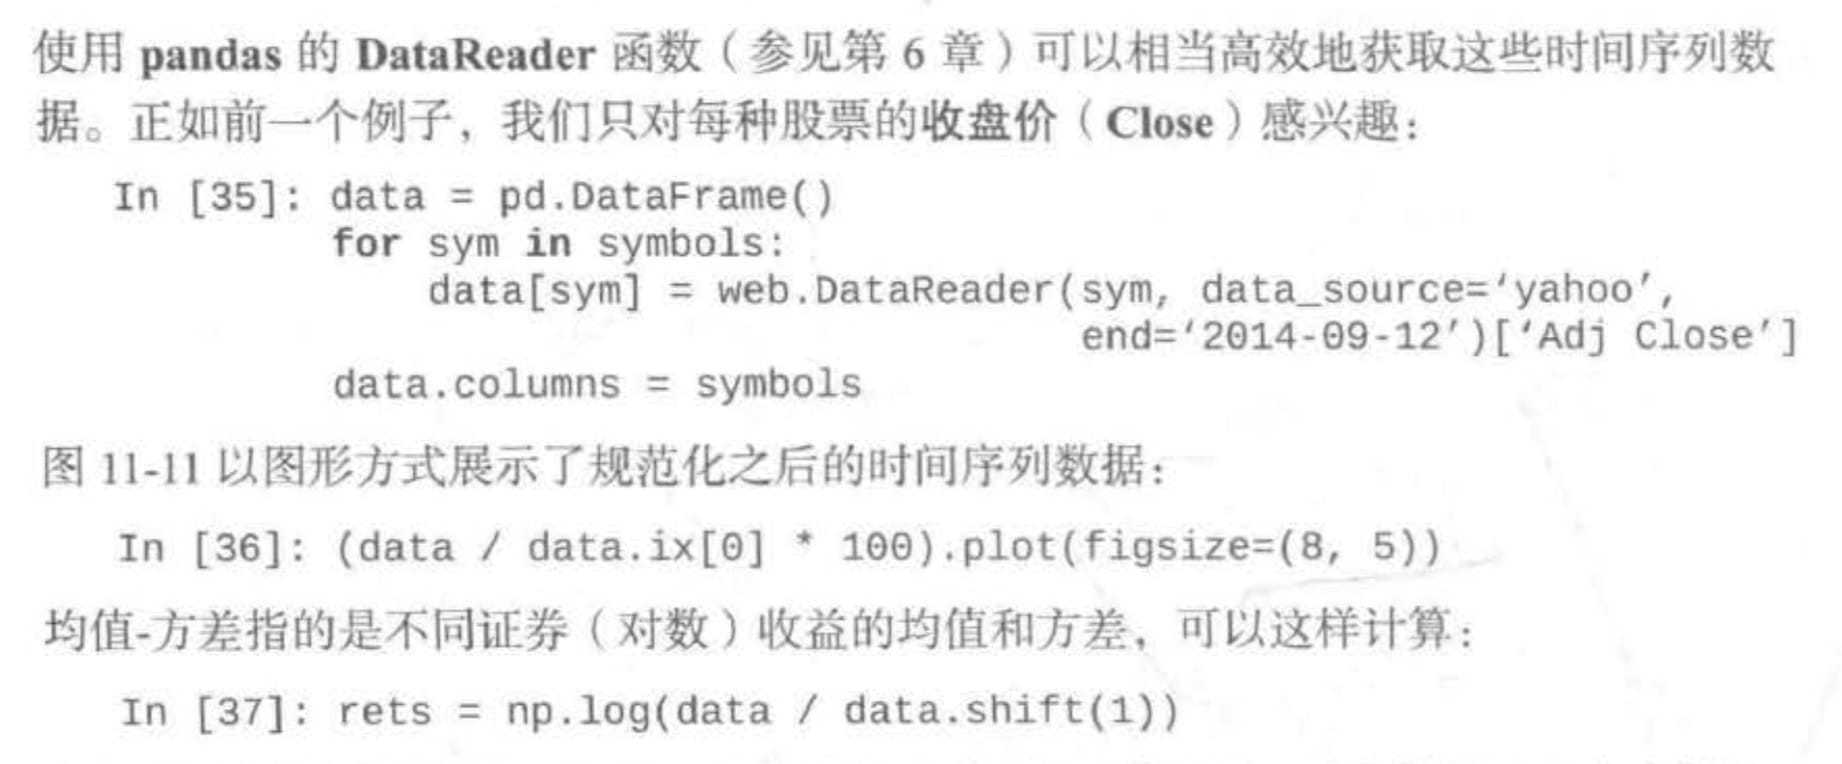 使用 pandas 的 DataReader 函数（参见第 6 章）可以相当高效地获取这些时间序列数
据。正如前一个例子，我们只对每种股票的收盘价（Close）感兴趣：
In [35]: data = pd.DataFrame()
for sym in symbols:
data[sym] = web.DataReader(sym, data_source=‘yahoo’,
end=‘2014-09-12’)[‘Adj Close’]
data.columns = symbols
图 11-11 以图形方式展示了规范化之后的时间序列数据：
In [36]: (data / data.ix[0] * 100).plot(figsize=(8, 5))
均值-方差指的是不同证券（对数）收益的均值和方差，可以这样计算：
In [37]: rets = np.log(data / data.shift(1))